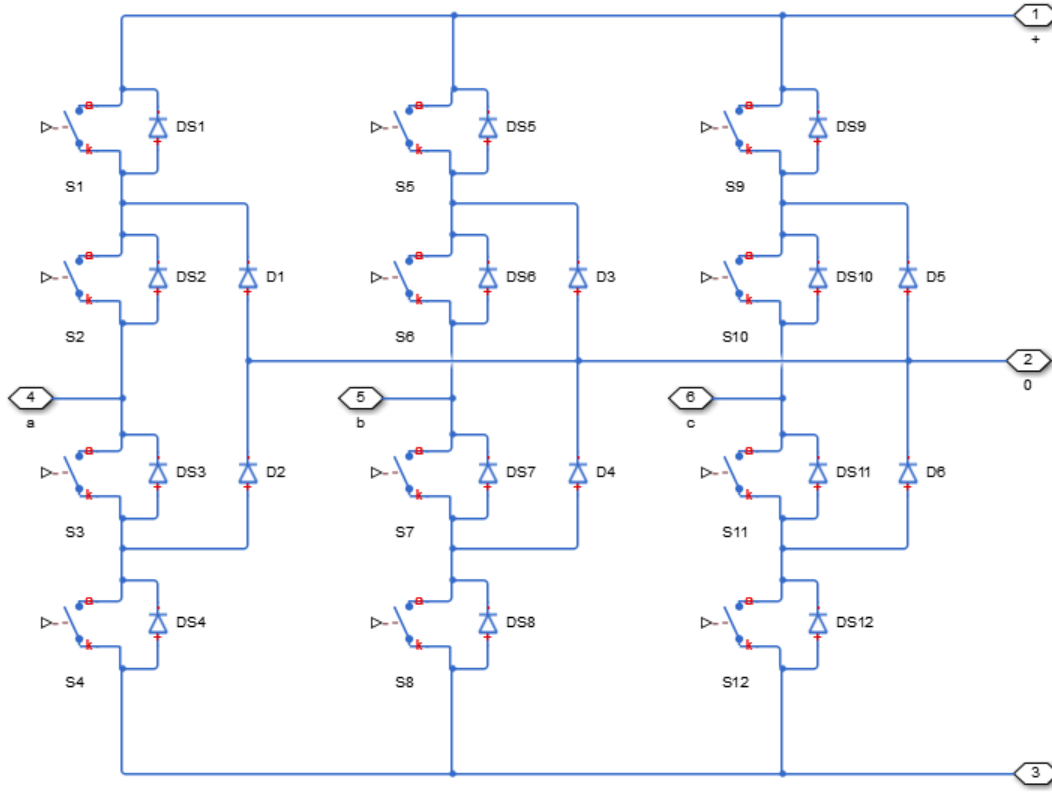 1
+
a
DS1
k
S1
a
DS5
k
S5
a
DS9
k
S9
a
DS2
D1
k
S2
a
DS6
D3
k
S6
a
DS10
D5
k
S10
2
0
4
a
5
b
6
c
a
DS3
D2
k
S3
a
DS7
D4
k
S7
a
DS11
D6
k
S11
a
DS4
k
S4
a
DS8
k
S8
a
DS12
k
S12
3